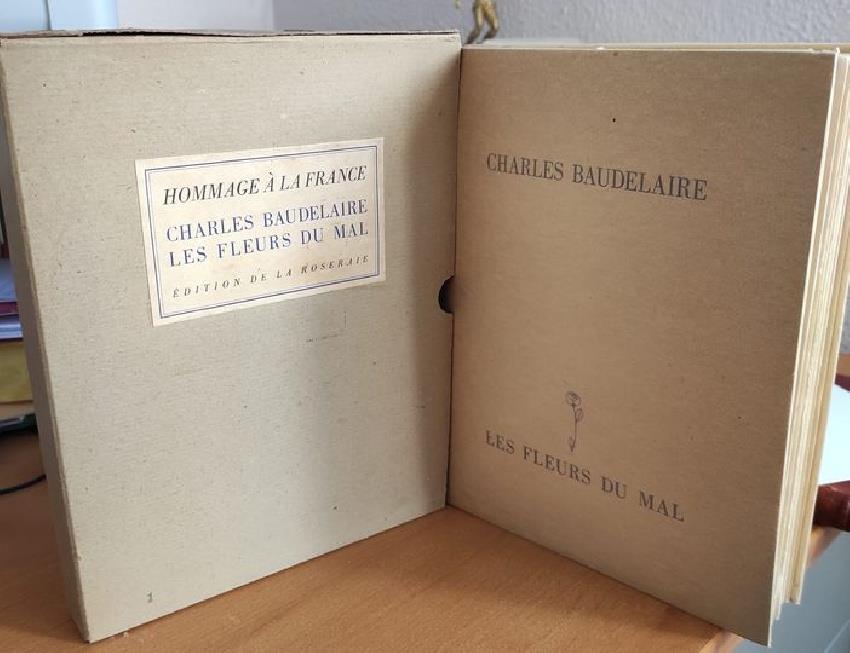 HOMMAGE À LA FRANCE
CHARLES BAUDELAIRE
LES FLEURS DU MAL
ÉDITION DE LA ROSERAIE
CHARLES BAUDELAIRE
LES FLEURS DU MAL